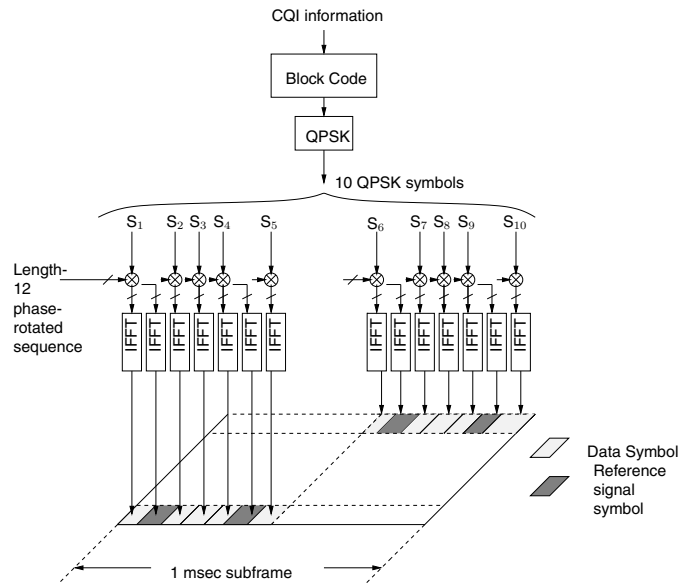 CQI information
Block Code
QPSK
10 QPSK symbols
S₁ S₂ S₃ S₄ S₅ S₆ S₇ S₈ S₉ S₁₀
Length-
12
phase-
rotated
sequence
IFFT IFFT IFFT IFFT IFFT IFFT IFFT IFFT IFFT IFFT IFFT IFFT IFFT IFFT
Data Symbol
Reference
signal
symbol
1 msec subframe